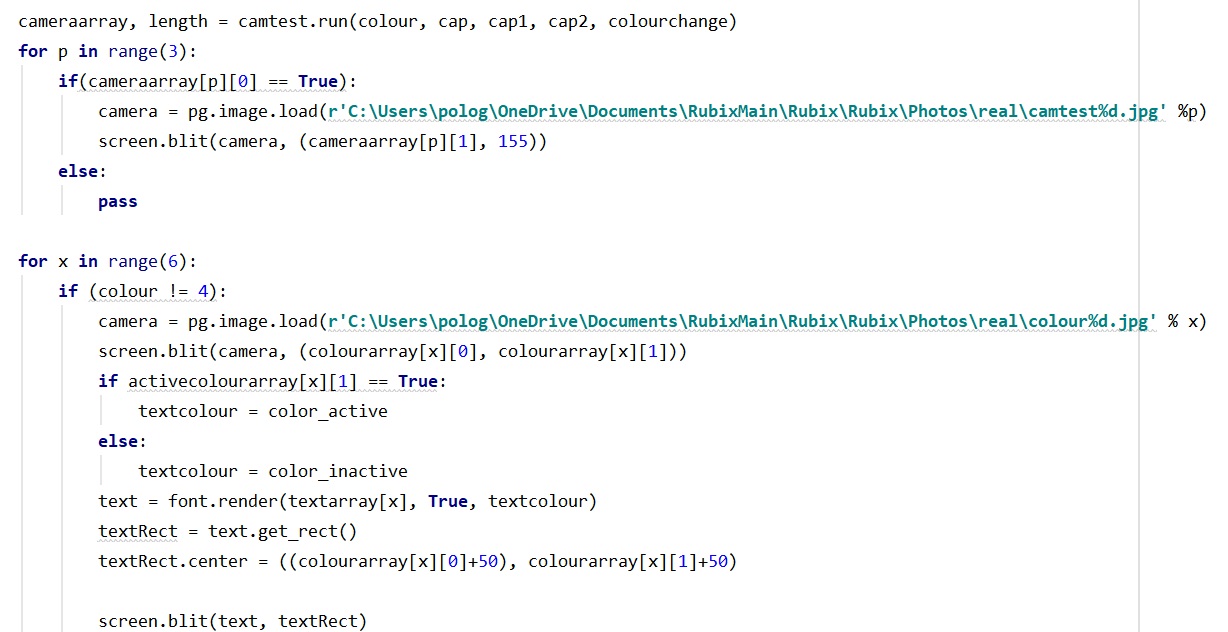 cameraarray, length = camtest.run(colour, cap, cap1, cap2, colourchange)
for p in range(3):
    if(cameraarray[p][0] == True):
        camera = pg.image.load(r'C:\Users\polog\OneDrive\Documents\RubixMain\Rubix\Rubix\Photos\real\camtest%d.jpg' %p)
        screen.blit(camera, (cameraarray[p][1], 155))
    else:
        pass

for x in range(6):
    if (colour != 4):
        camera = pg.image.load(r'C:\Users\polog\OneDrive\Documents\RubixMain\Rubix\Rubix\Photos\real\colour%d.jpg' % x)
        screen.blit(camera, (colourarray[x][0], colourarray[x][1]))
        if activecolourarray[x][1] == True:
            textcolour = color_active
        else:
            textcolour = color_inactive
        text = font.render(textarray[x], True, textcolour)
        textRect = text.get_rect()
        textRect.center = ((colourarray[x][0]+50), colourarray[x][1]+50)

        screen.blit(text, textRect)